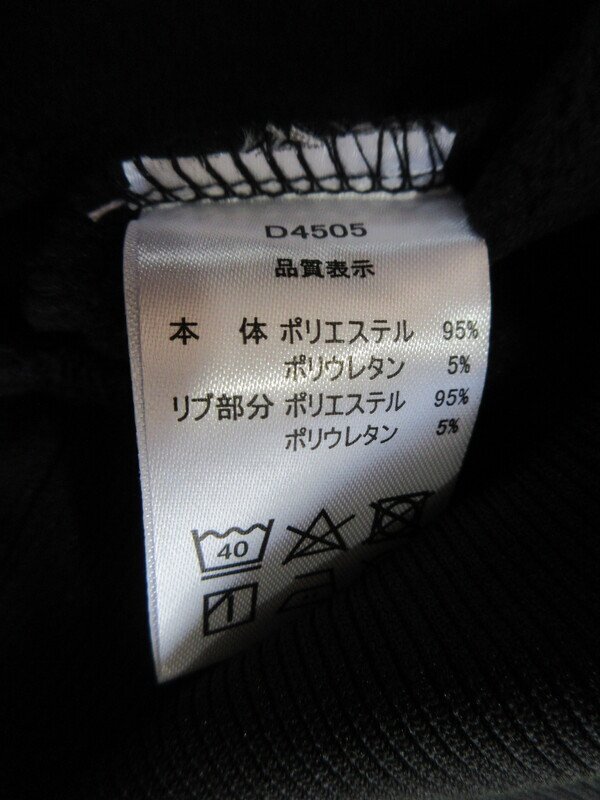 D4505
品質表示
本 体 ポリエステル 95%
ポリウレタン 5%
リブ部分 ポリエステル 95%
ポリウレタン 5%
40